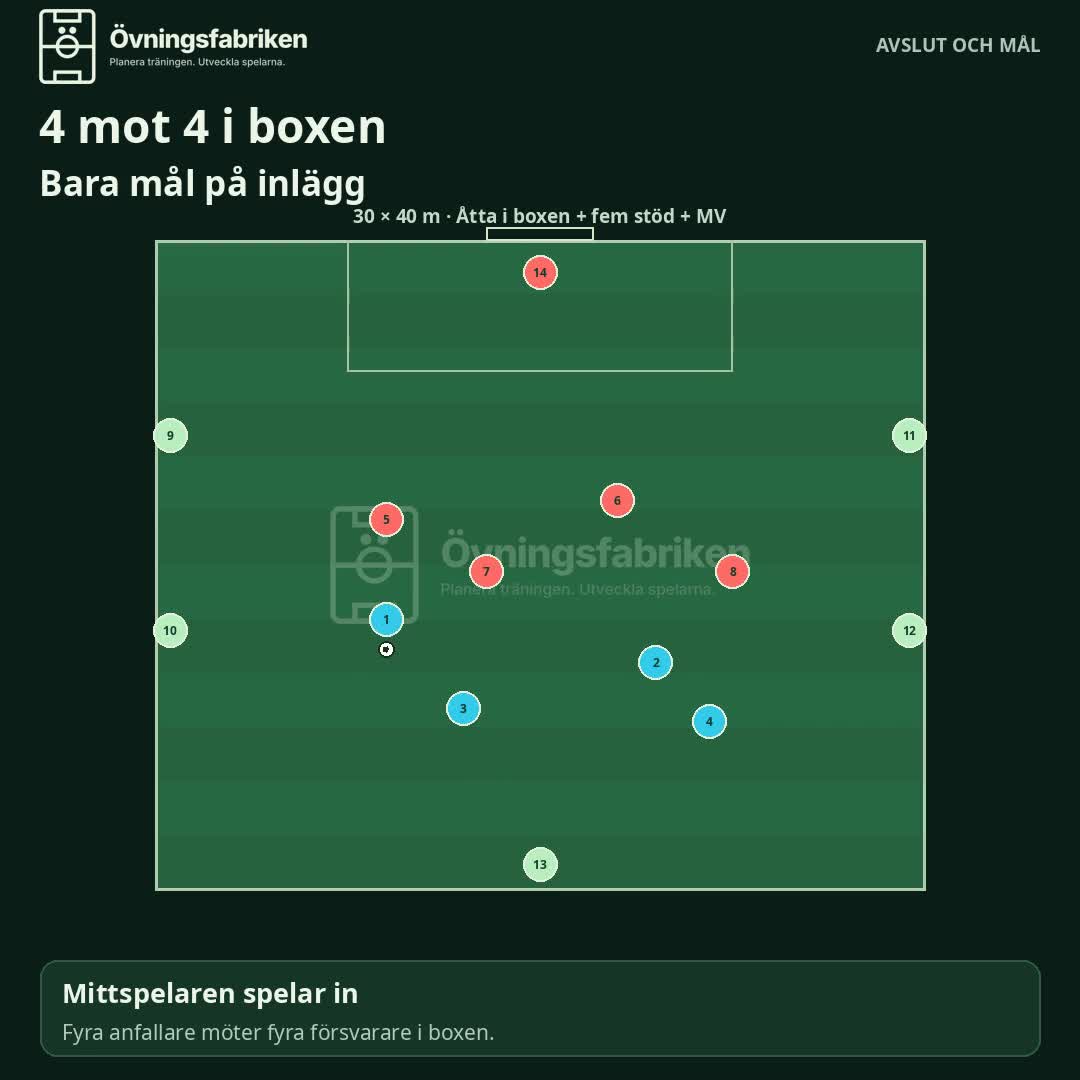 Övningsfabriken
Planera träningen. Utveckla spelarna.
AVSLUT OCH MÅL
4 mot 4 i boxen
Bara mål på inlägg
30 × 40 m · Åtta i boxen + fem stöd + MV
14
9
11
6
5
Övningsfabriken
7
8
Planera träningen. Utveckla spelarna.
1
10
12
2
3
4
13
Mittspelaren spelar in
Fyra anfallare möter fyra försvarare i boxen.